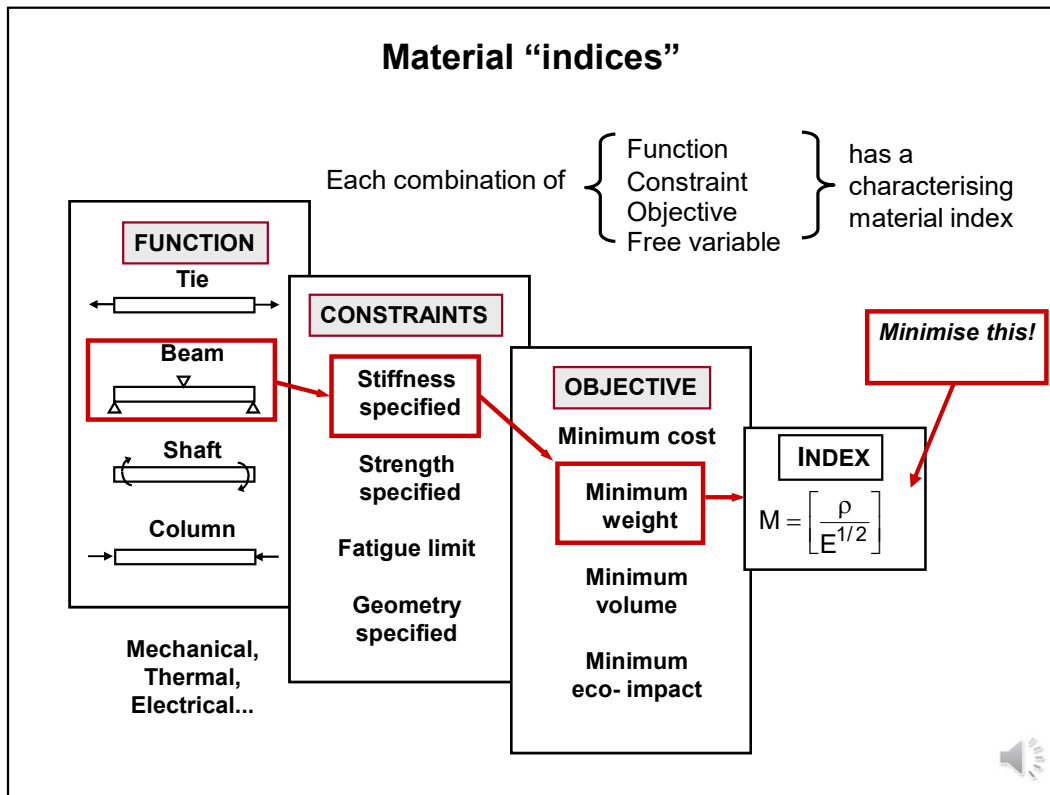 Material “indices”
Each combination of
Function
Constraint
Objective
Free variable
has a
characterising
material index
FUNCTION
Tie
Beam
Shaft
Column
Mechanical,
Thermal,
Electrical...
CONSTRAINTS
Stiffness
specified
Strength
specified
Fatigue limit
Geometry
specified
OBJECTIVE
Minimum cost
Minimum
weight
Minimum
volume
Minimum
eco- impact
Minimise this!
INDEX
M = [ρ / E^1/2]